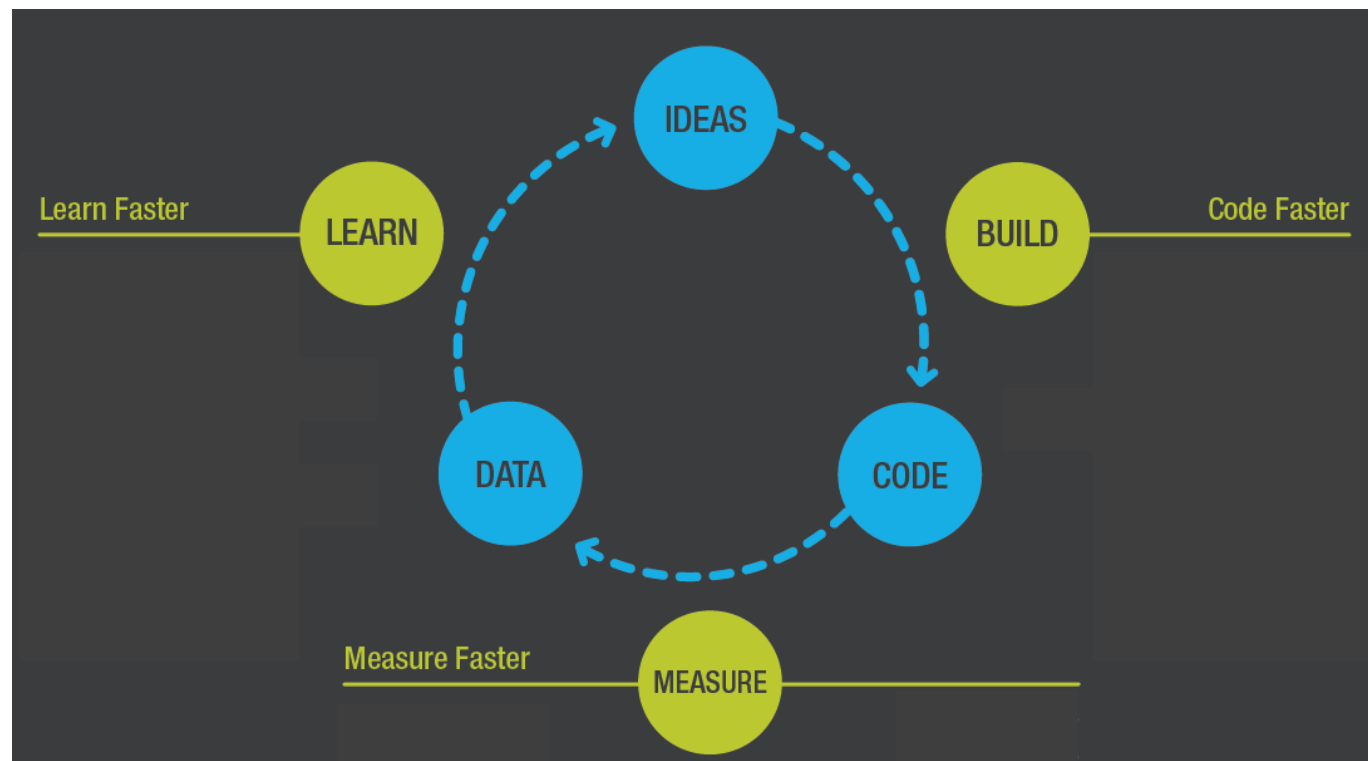 IDEAS
Learn Faster
LEARN
BUILD
Code Faster
DATA
CODE
Measure Faster
MEASURE